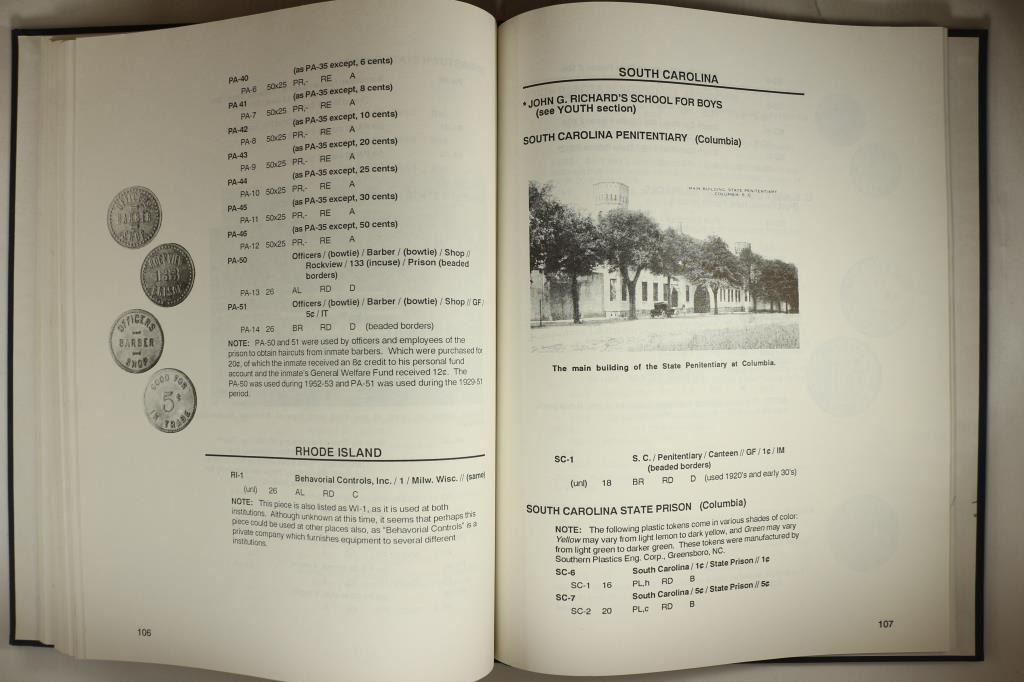 PA-40 (as PA-35 except, 6 cents)
PA-6 50x25 PR,- RE A
PA 41 (as PA-35 except, 8 cents)
PA-7 50x25 PR,- RE A
PA-42 (as PA-35 except, 10 cents)
PA-8 50x25 PR,- RE A
PA-43 (as PA-35 except, 20 cents)
PA-9 50x25 PR,- RE A
PA-44 (as PA-35 except, 25 cents)
PA-10 50x25 PR,- RE A
PA-45 (as PA-35 except, 30 cents)
PA-11 50x25 PR,- RE A
PA-46 (as PA-35 except, 50 cents)
PA-12 50x25 PR,- RE A
PA-50 Officers / (bowtie) / Barber / (bowtie) / Shop //
Rockview / 133 (incuse) / Prison (beaded
borders)
PA-13 26 AL RD D
PA-51 Officers / (bowtie) / Barber / (bowtie) / Shop // GF /
5¢ / IT
PA-14 26 BR RD D (beaded borders)
NOTE: PA-50 and 51 were used by officers and employees of the
prison to obtain haircuts from inmate barbers. Which were purchased for
20¢, of which the inmate received an 8¢ credit to his personal fund
account and the inmate's General Welfare Fund received 12¢. The
PA-50 was used during 1952-53 and PA-51 was used during the 1929-51
period.
BARBER
133
OFFICERS
BARBER
SHOP
GOOD FOR
5¢
IN TRADE
RHODE ISLAND
RI-1 Behavorial Controls, Inc. / 1 / Milw. Wisc. // (same)
(unl) 26 AL RD C
NOTE: This piece is also listed as WI-1, as it is used at both
institutions. Although unknown at this time, it seems that perhaps this
piece could be used at other places also, as "Behavorial Controls" is a
private company which furnishes equipment to several different
institutions.
106
SOUTH CAROLINA
* JOHN G. RICHARD'S SCHOOL FOR BOYS
(see YOUTH section)
SOUTH CAROLINA PENITENTIARY (Columbia)
MAIN BUILDING, STATE PENITENTIARY
COLUMBIA, S. C.
The main building of the State Penitentiary at Columbia.
SC-1 S. C. / Penitentiary / Canteen // GF / 1¢ / IM
(beaded borders)
(unl) 18 BR RD D (used 1920's and early 30's)
SOUTH CAROLINA STATE PRISON (Columbia)
NOTE: The following plastic tokens come in various shades of color:
Yellow may vary from light lemon to dark yellow, and Green may vary
from light green to darker green. These tokens were manufactured by
Southern Plastics Eng. Corp., Greensboro, NC.
SC-6 South Carolina / 1¢ / State Prison // 1¢
SC-1 16 PL,h RD B
SC-7 South Carolina / 5¢ / State Prison // 5¢
SC-2 20 PL,c RD B
107